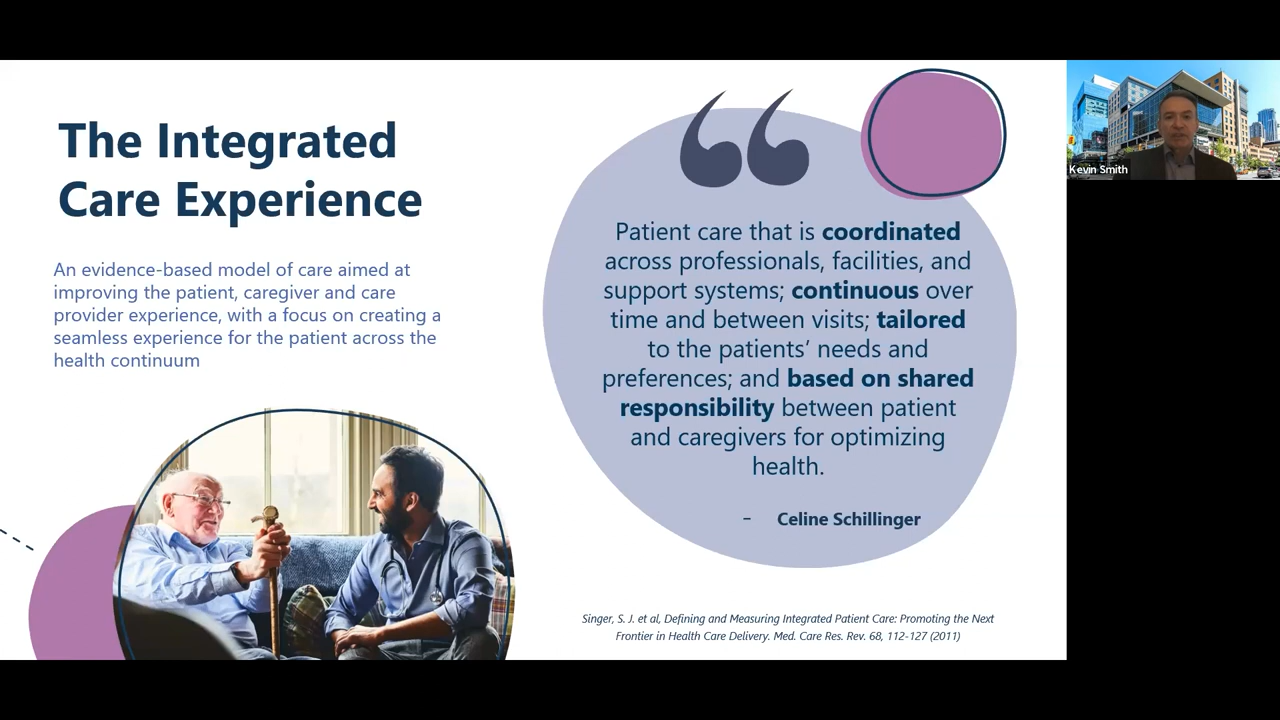 The Integrated
Care Experience
An evidence-based model of care aimed at
improving the patient, caregiver and care
provider experience, with a focus on creating a
seamless experience for the patient across the
health continuum
“
Patient care that is coordinated
across professionals, facilities, and
support systems; continuous over
time and between visits; tailored
to the patients’ needs and
preferences; and based on shared
responsibility between patient
and caregivers for optimizing
health.
– Celine Schillinger
Singer, S. J. et al, Defining and Measuring Integrated Patient Care: Promoting the Next
Frontier in Health Care Delivery. Med. Care Res. Rev. 68, 112-127 (2011)
Kevin Smith